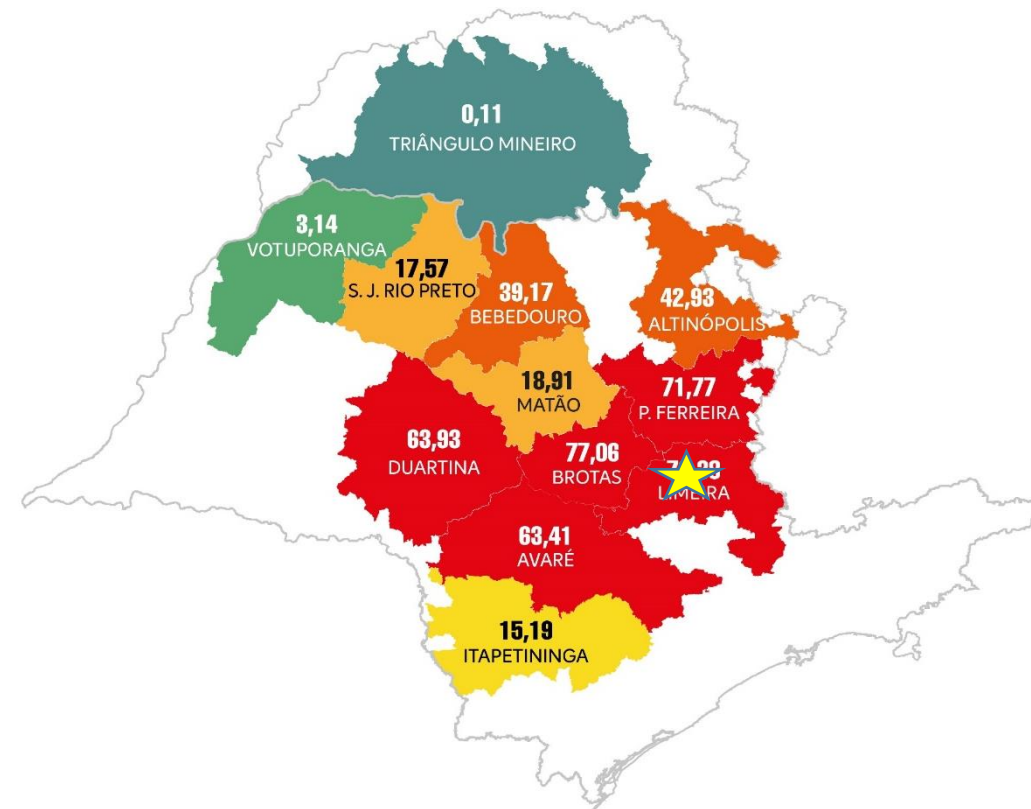 0,11
TRIÂNGULO MINEIRO
3,14
VOTUPORANGA
17,57
S. J. RIO PRETO
39,17
BEBEDOURO
42,93
ALTINÓPOLIS
18,91
MATÃO
71,77
P. FERREIRA
63,93
DUARTINA
77,06
BROTAS
LIMEIRA
63,41
AVARÉ
15,19
ITAPETININGA